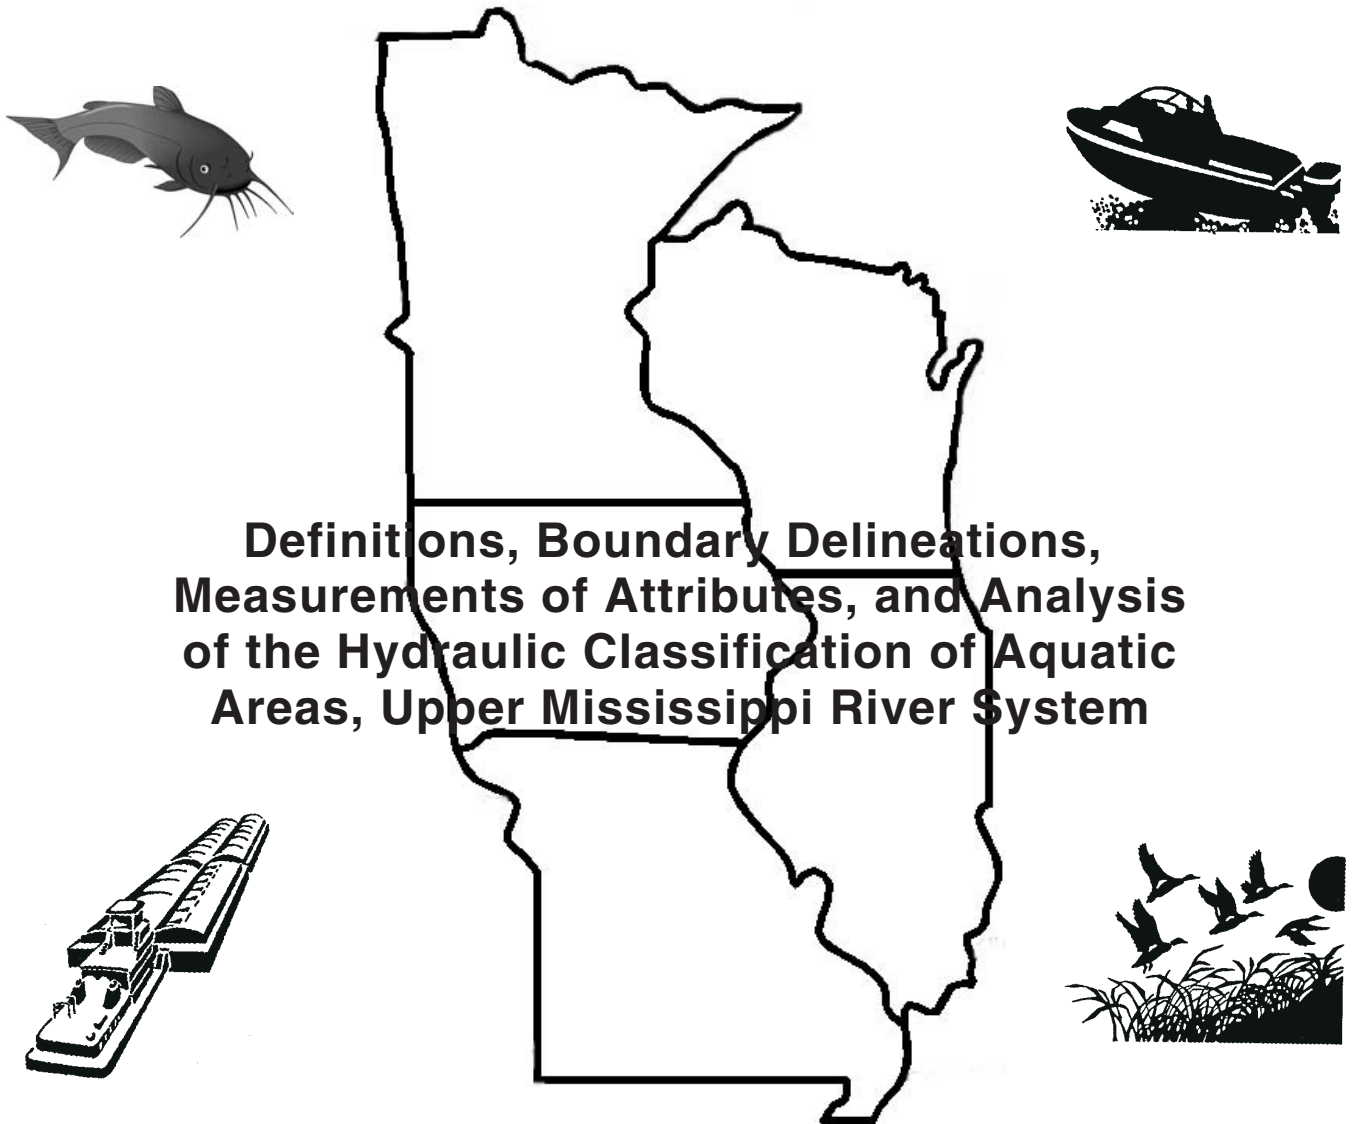 Definitions, Boundary Delineations,
Measurements of Attributes, and Analysis
of the Hydraulic Classification of Aquatic
Areas, Upper Mississippi River System